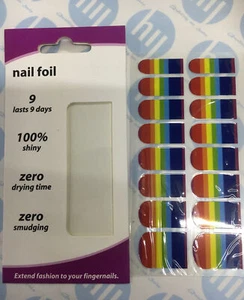 nail foil
9
lasts 9 days
100%
shiny
zero
drying time
zero
smudging
Extend fashion to your fingernails.